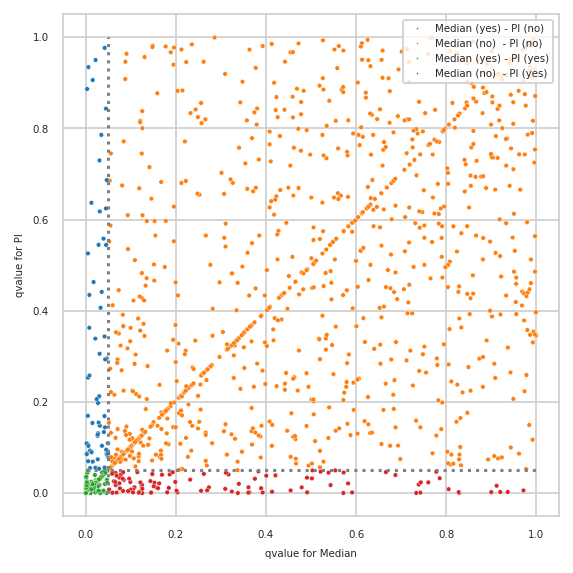 Median (yes) - PI (no)
Median (no)  - PI (no)
Median (yes) - PI (yes)
Median (no)  - PI (yes)
1.0
0.8
0.6
0.4
0.2
0.0
qvalue for PI
0.0 0.2 0.4 0.6 0.8 1.0
qvalue for Median